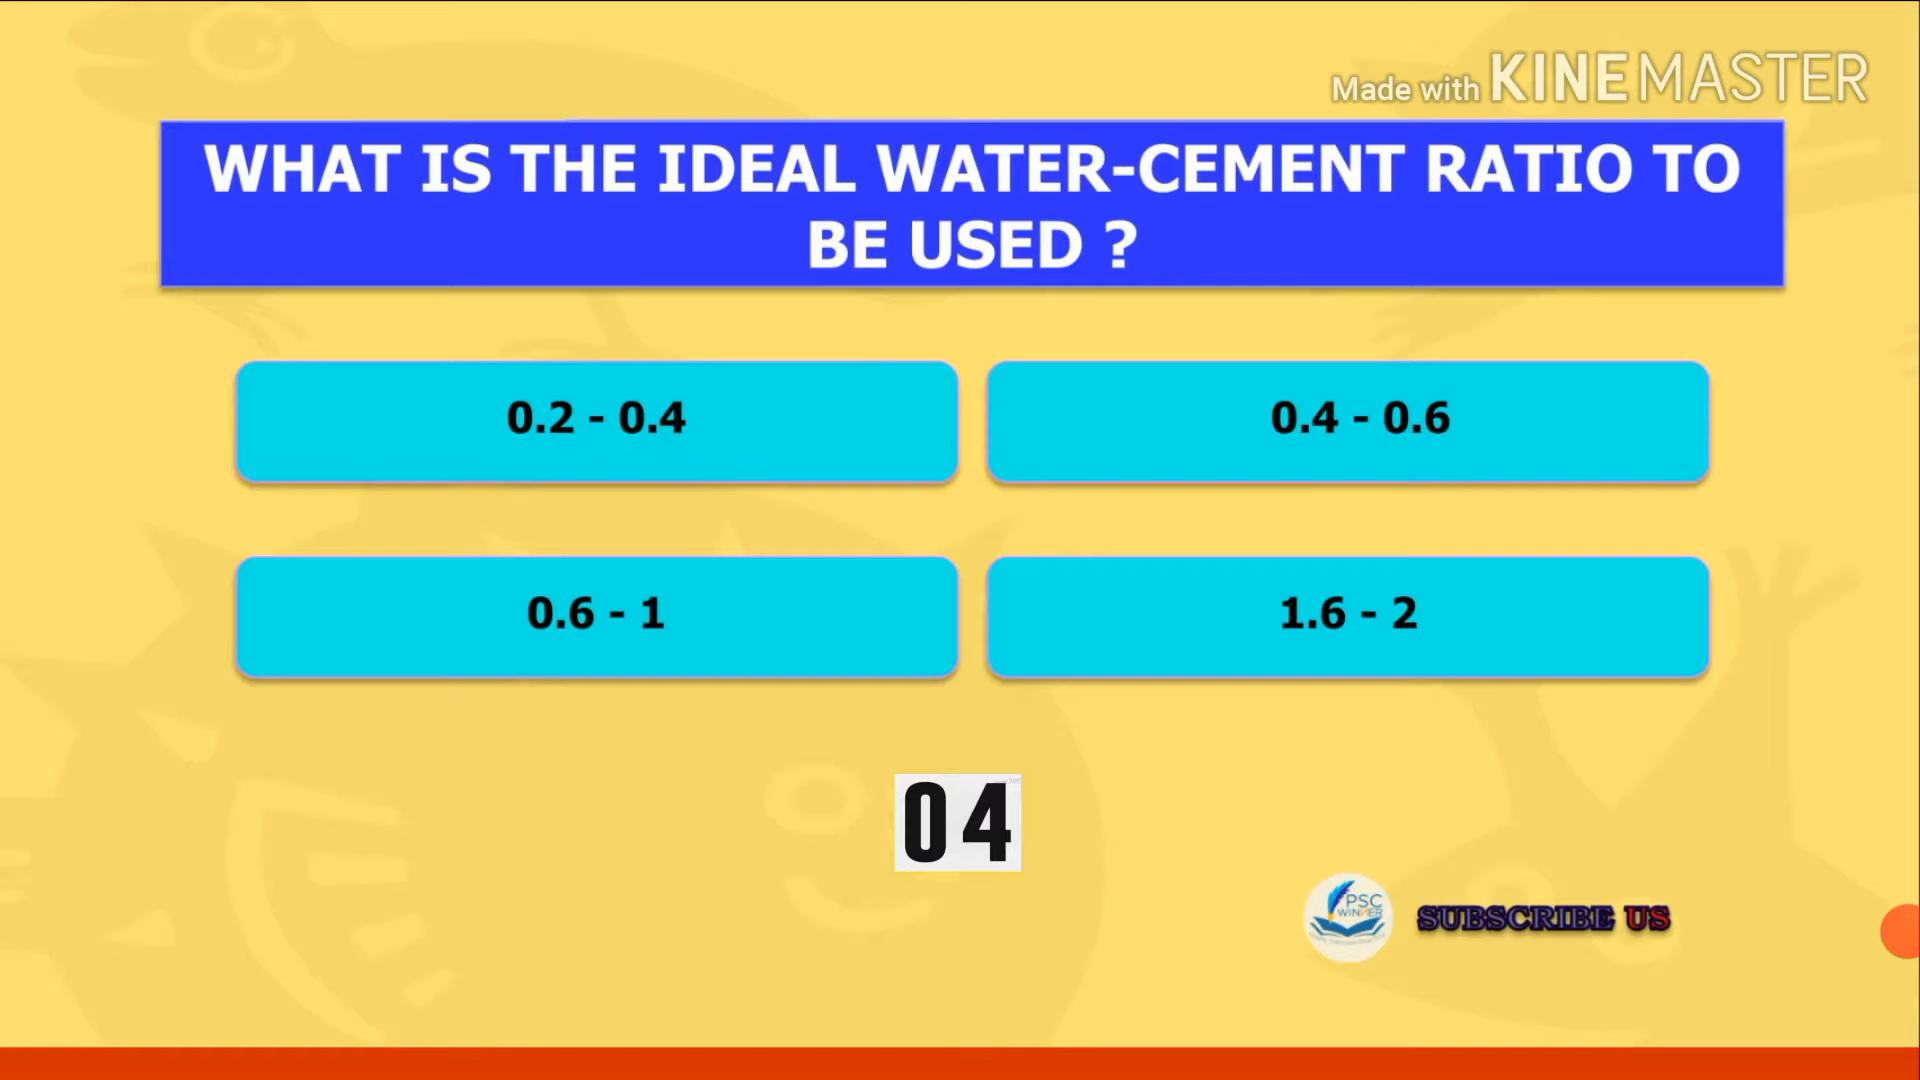 Made with KINEMASTER
WHAT IS THE IDEAL WATER-CEMENT RATIO TO
BE USED ?
0.2 - 0.4
0.4 - 0.6
0.6 - 1
1.6 - 2
04
PSC
WINNER
SUBSCRIBE US